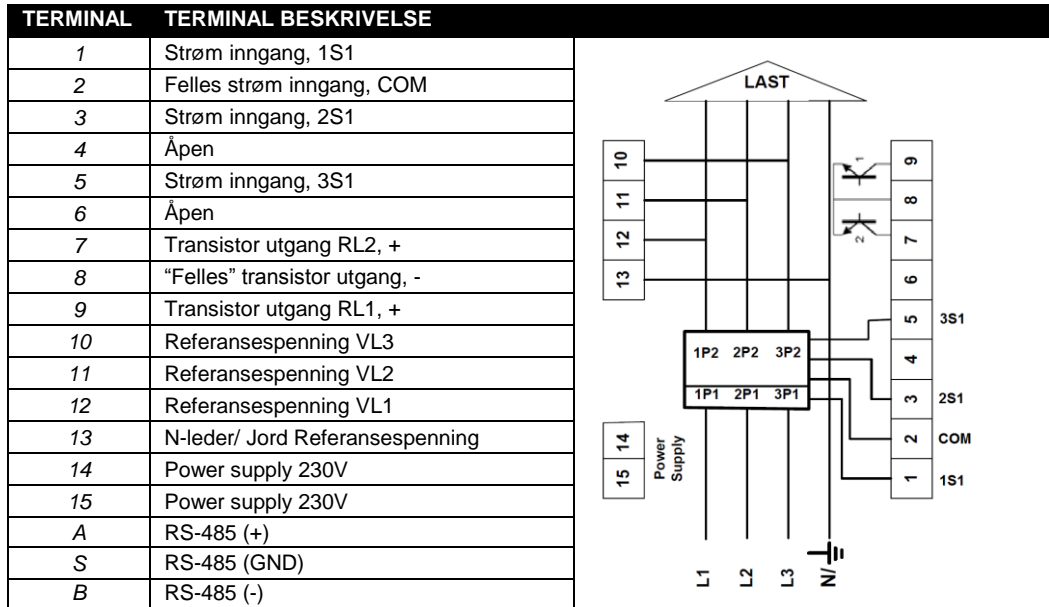 TERMINAL TERMINAL BESKRIVELSE
1 Strøm inngang, 1S1
2 Felles strøm inngang, COM
3 Strøm inngang, 2S1
4 Åpen
5 Strøm inngang, 3S1
6 Åpen
7 Transistor utgang RL2, +
8 “Felles” transistor utgang, -
9 Transistor utgang RL1, +
10 Referansespenning VL3
11 Referansespenning VL2
12 Referansespenning VL1
13 N-leder/ Jord Referansespenning
14 Power supply 230V
15 Power supply 230V
A RS-485 (+)
S RS-485 (GND)
B RS-485 (-)
LAST
10
11
12
13
1
2
9
8
7
6
5 3S1
4
3 2S1
2 COM
1 1S1
1P2 2P2 3P2
1P1 2P1 3P1
14
15
Power
Supply
L1 L2 L3 N/